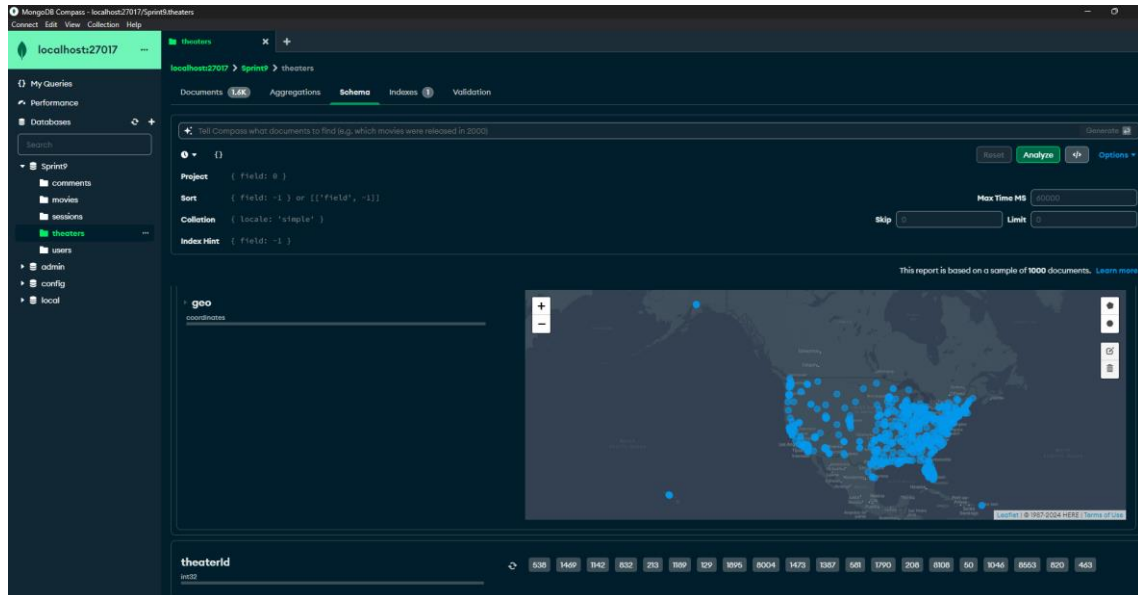 MongoDB Compass - localhost:27017/Sprint9.theaters
Connect Edit View Collection Help
localhost:27017
theaters
localhost:27017 > Sprint9 > theaters
My Queries
Performance
Databases
Search
Sprint9
comments
movies
sessions
theaters
users
admin
config
local
Documents 1.6K Aggregations Schema Indexes 1 Validation
Tell Compass what documents to find (e.g. which movies were released in 2000) Generate
{} Reset Analyze </> Options
Project { field: 0 }
Sort { field: -1 } or [['field', -1]] Max Time MS 60000
Collation { locale: 'simple' } Skip 0 Limit 0
Index Hint { field: -1 }
This report is based on a sample of 1000 documents. Learn more
geo
coordinates
+
−
Leaflet | © 1987-2024 HERE | Terms of Use
theaterId
int32
538 1469 1142 832 213 1189 129 1895 8004 1473 1387 581 1790 208 8108 50 1046 8553 820 463